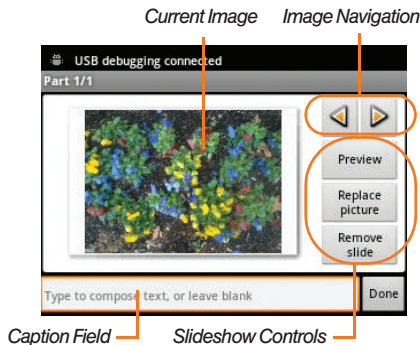 Current Image Image Navigation
USB debugging connected
Part 1/1
Preview
Replace
picture
Remove
slide
Type to compose text, or leave blank Done
Caption Field Slideshow Controls